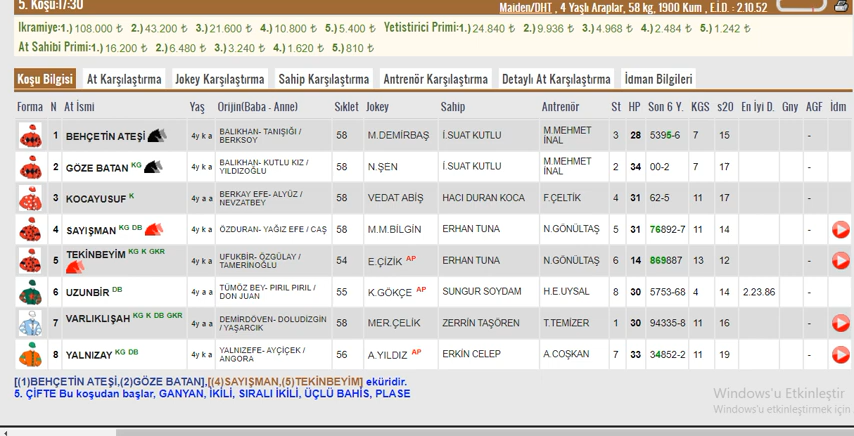 5. Koşu:17:30
Maiden/DHT , 4 Yaşlı Araplar, 58 kg, 1900 Kum , E.İ.D. : 2.10.52
İkramiye:1.) 108.000 ₺ 2.) 43.200 ₺ 3.) 21.600 ₺ 4.) 10.800 ₺ 5.) 5.400 ₺ Yetistirici Primi:1.) 24.840 ₺ 2.) 9.936 ₺ 3.) 4.968 ₺ 4.) 2.484 ₺ 5.) 1.242 ₺
At Sahibi Primi:1.) 16.200 ₺ 2.) 6.480 ₺ 3.) 3.240 ₺ 4.) 1.620 ₺ 5.) 810 ₺
Koşu Bilgisi At Karşılaştırma Jokey Karşılaştırma Sahip Karşılaştırma Antrenör Karşılaştırma Detaylı At Karşılaştırma İdman Bilgileri
Forma N At İsmi Yaş Orijin(Baba - Anne) Sıklet Jokey Sahip Antrenör St HP Son 6 Y. KGS s20 En İyi D. Gny AGF İdm
1 BEHÇETİN ATEŞİ 4y k a BALIKHAN- TANIŞIĞI / BERKSOY 58 M.DEMİRBAŞ İ.SUAT KUTLU M.MEHMET İNAL 3 28 5395-6 7 15 -
2 GÖZE BATAN KG 4y k a BALIKHAN- KUTLU KIZ / YILDIZOĞLU 58 N.ŞEN İ.SUAT KUTLU M.MEHMET İNAL 2 34 00-2 7 17 -
3 KOCAYUSUF K 4y a a BERKAY EFE- ALYÜZ / NEVZATBEY 58 VEDAT ABİŞ HACI DURAN KOCA F.ÇELTİK 4 31 62-5 11 17 -
4 SAYIŞMAN KG DB 4y k a ÖZDURAN- YAĞIZ EFE / CAŞ 58 M.M.BİLGİN ERHAN TUNA N.GÖNÜLTAŞ 5 31 76892-7 11 14 -
5 TEKİNBEYİM KG K GKR 4y k a UFUKBİR- ÖZGÜLAY / TAMERİNOĞLU 54 E.ÇİZİK AP ERHAN TUNA N.GÖNÜLTAŞ 6 14 869887 13 12 -
6 UZUNBİR DB 4y a a TÜMÖZ BEY- PIRIL PIRIL / DON JUAN 55 K.GÖKÇE AP SUNGUR SOYDAM H.E.UYSAL 8 30 5753-68 4 14 2.23.86 -
7 VARLIKLIŞAH KG K DB GKR 4y a a DEMİRDÖVEN- DOLUDİZGİN / YAŞARCIK 58 MER.ÇELİK ZERRİN TAŞÖREN T.TEMİZER 1 30 94335-8 11 16 -
8 YALNIZAY KG DB 4y k a YALNIZEFE- AYÇİÇEK / ANGORA 56 A.YILDIZ AP ERKİN CELEP A.COŞKAN 7 33 34852-2 11 19 -
[(1)BEHÇETİN ATEŞİ,(2)GÖZE BATAN],[(4)SAYIŞMAN,(5)TEKİNBEYİM] eküridir.
5. ÇİFTE Bu koşudan başlar, GANYAN, İKİLİ, SIRALI İKİLİ, ÜÇLÜ BAHİS, PLASE
Windows'u Etkinleştir
Windows'u etkinleştirmek için